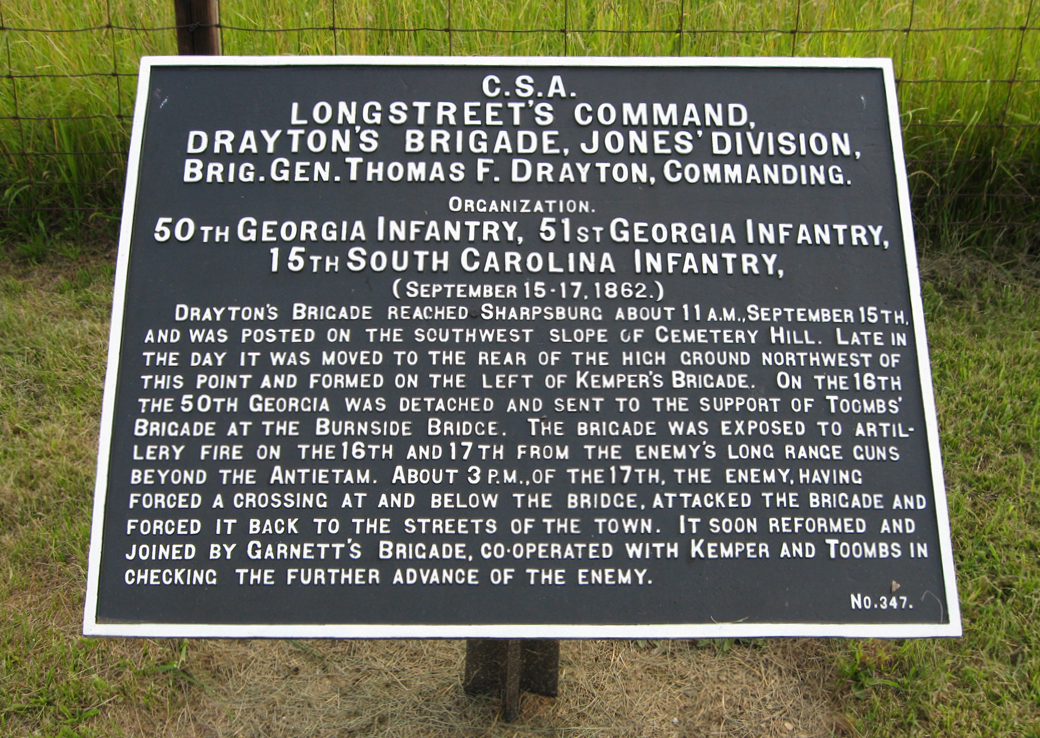 C.S.A.
LONGSTREET'S COMMAND,
DRAYTON'S BRIGADE, JONES' DIVISION,
BRIG. GEN. THOMAS F. DRAYTON, COMMANDING.
ORGANIZATION.
50TH GEORGIA INFANTRY, 51ST GEORGIA INFANTRY,
15TH SOUTH CAROLINA INFANTRY,
(SEPTEMBER 15-17, 1862.)
DRAYTON'S BRIGADE REACHED SHARPSBURG ABOUT 11 A.M., SEPTEMBER 15TH,
AND WAS POSTED ON THE SOUTHWEST SLOPE OF CEMETERY HILL. LATE IN
THE DAY IT WAS MOVED TO THE REAR OF THE HIGH GROUND NORTHWEST OF
THIS POINT AND FORMED ON THE LEFT OF KEMPER'S BRIGADE. ON THE 16TH
THE 50TH GEORGIA WAS DETACHED AND SENT TO THE SUPPORT OF TOOMBS'
BRIGADE AT THE BURNSIDE BRIDGE. THE BRIGADE WAS EXPOSED TO ARTIL-
LERY FIRE ON THE 16TH AND 17TH FROM THE ENEMY'S LONG RANGE GUNS
BEYOND THE ANTIETAM. ABOUT 3 P.M., OF THE 17TH, THE ENEMY, HAVING
FORCED A CROSSING AT AND BELOW THE BRIDGE, ATTACKED THE BRIGADE AND
FORCED IT BACK TO THE STREETS OF THE TOWN. IT SOON REFORMED AND
JOINED BY GARNETT'S BRIGADE, CO-OPERATED WITH KEMPER AND TOOMBS IN
CHECKING THE FURTHER ADVANCE OF THE ENEMY.
NO. 347.